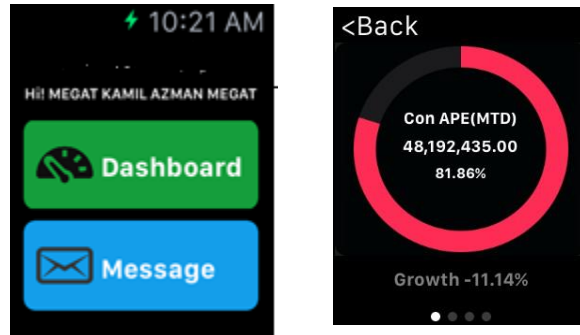 10:21 AM
Hi! MEGAT KAMIL AZMAN MEGAT
Dashboard
Message
<Back
Con APE(MTD)
48,192,435.00
81.86%
Growth -11.14%